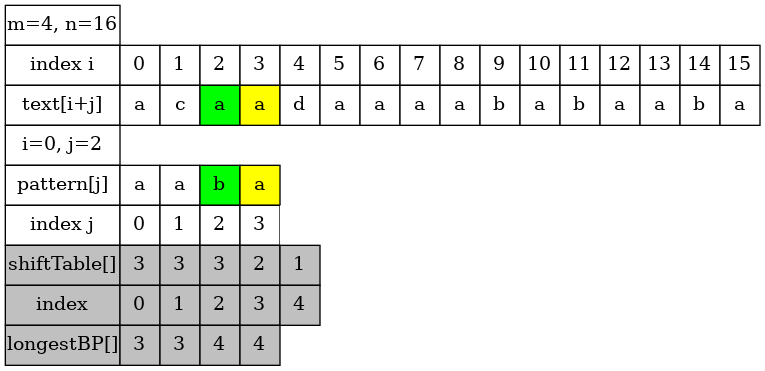 m=4, n=16
index i 0 1 2 3 4 5 6 7 8 9 10 11 12 13 14 15
text[i+j] a c a a d a a a a b a b a a b a
i=0, j=2
pattern[j] a a b a
index j 0 1 2 3
shiftTable[] 3 3 3 2 1
index 0 1 2 3 4
longestBP[] 3 3 4 4